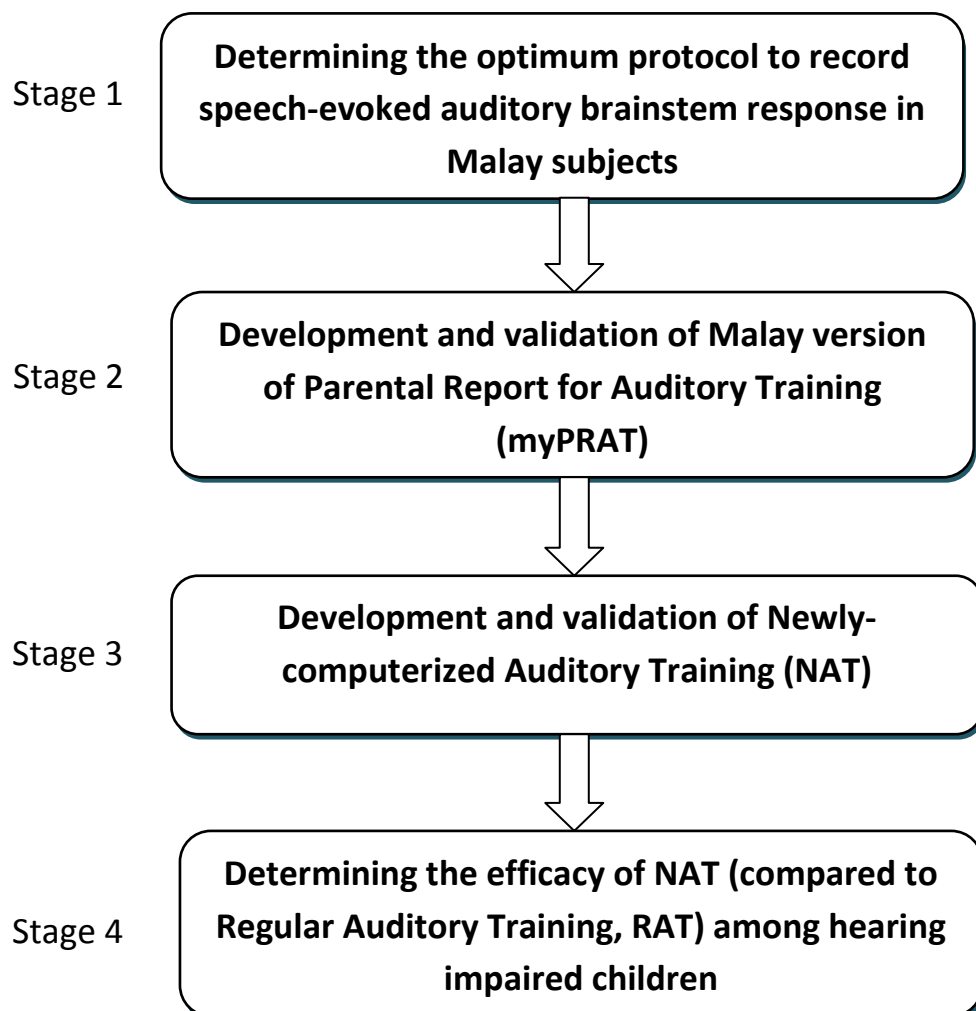 Stage 1
Determining the optimum protocol to record
speech-evoked auditory brainstem response in
Malay subjects
Stage 2
Development and validation of Malay version
of Parental Report for Auditory Training
(myPRAT)
Stage 3
Development and validation of Newly-
computerized Auditory Training (NAT)
Stage 4
Determining the efficacy of NAT (compared to
Regular Auditory Training, RAT) among hearing
impaired children